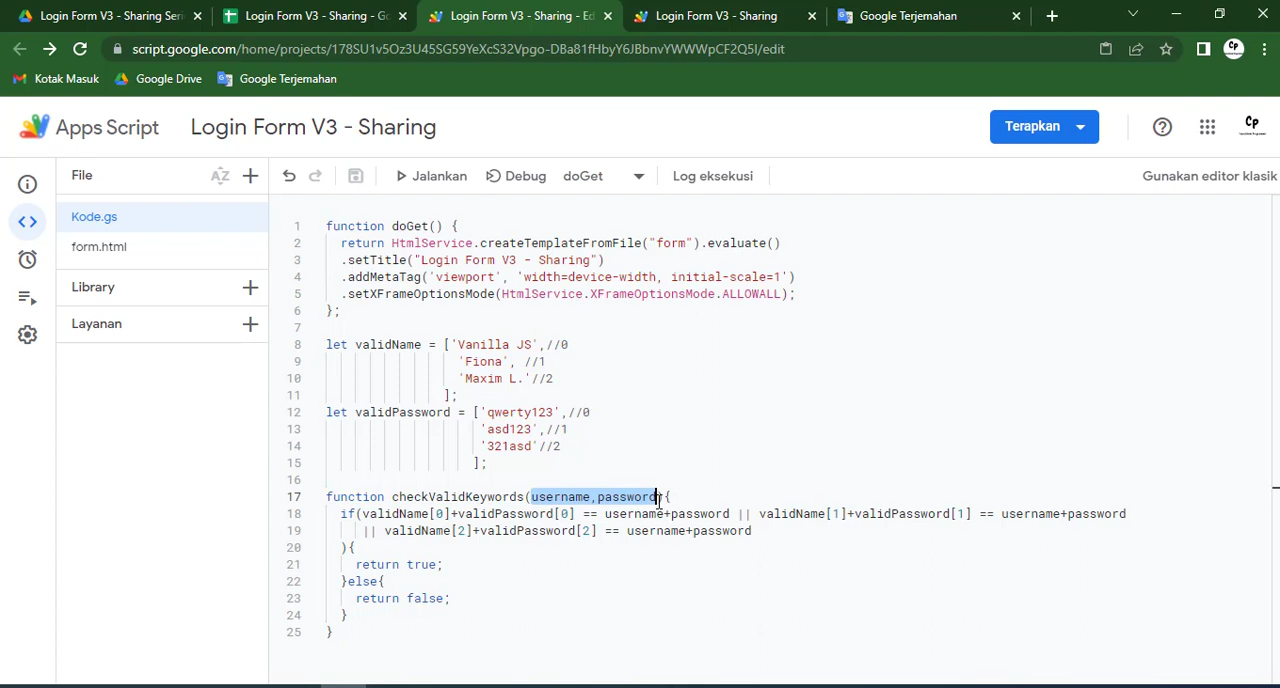 Login Form V3 - Sharing Seri
Login Form V3 - Sharing - Go
Login Form V3 - Sharing - Ed
Login Form V3 - Sharing
Google Terjemahan
script.google.com/home/projects/178SU1v5Oz3U45SG59YeXcS32Vpgo-DBa81fHbyY6JBbnvYWWWpCF2Q5I/edit
Cp
Kotak Masuk
Google Drive
Google Terjemahan
Apps Script
Login Form V3 - Sharing
Terapkan
Cp
File
AZ
Jalankan
Debug
doGet
Log eksekusi
Gunakan editor klasik
Kode.gs
form.html
Library
Layanan
1 function doGet() {
2 return HtmlService.createTemplateFromFile("form").evaluate()
3 .setTitle("Login Form V3 - Sharing")
4 .addMetaTag('viewport', 'width=device-width, initial-scale=1')
5 .setXFrameOptionsMode(HtmlService.XFrameOptionsMode.ALLOWALL);
6 };
7
8 let validName = ['Vanilla JS',//0
9 'Fiona', //1
10 'Maxim L.'//2
11 ];
12 let validPassword = ['qwerty123',//0
13 'asd123',//1
14 '321asd'//2
15 ];
16
17 function checkValidKeywords(username,password){
18 if(validName[0]+validPassword[0] == username+password || validName[1]+validPassword[1] == username+password
19 || validName[2]+validPassword[2] == username+password
20 ){
21 return true;
22 }else{
23 return false;
24 }
25 }